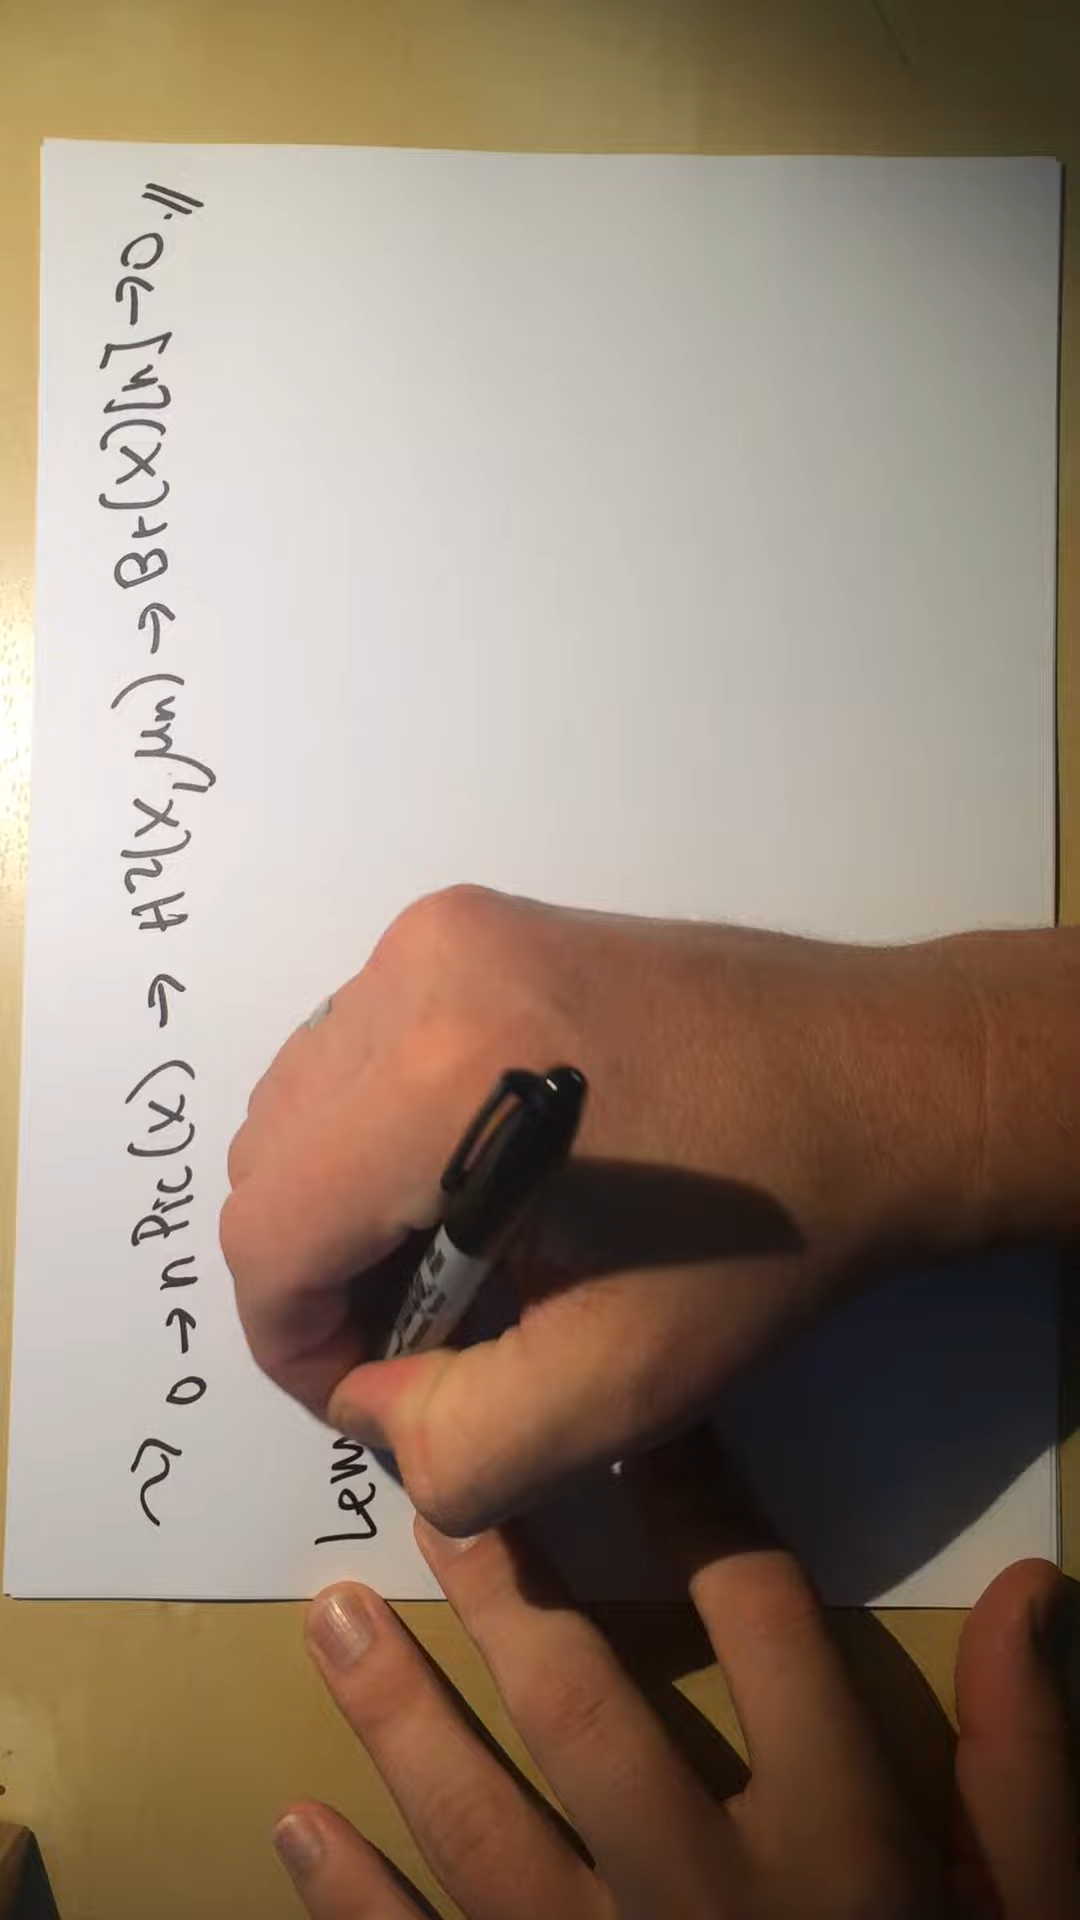 ⇝ 0 → n Pic(X) → H²(X, μn) → Br(X)[n] → 0.//
Lem